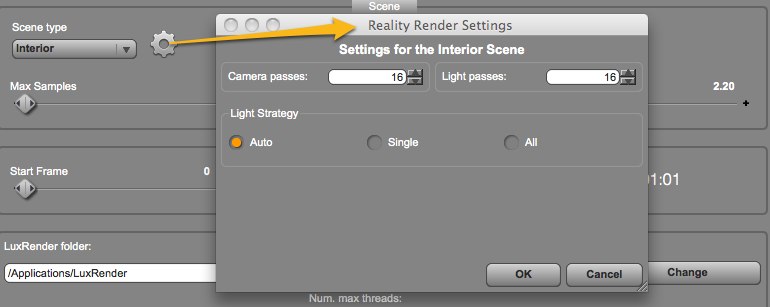 Scene
Scene type
Interior
Max Samples
2.20
+
Start Frame
0
1:01
LuxRender folder:
/Applications/LuxRender
Change
Num. max threads:
Reality Render Settings
Settings for the Interior Scene
Camera passes: 16
Light passes: 16
Light Strategy
Auto Single All
OK Cancel